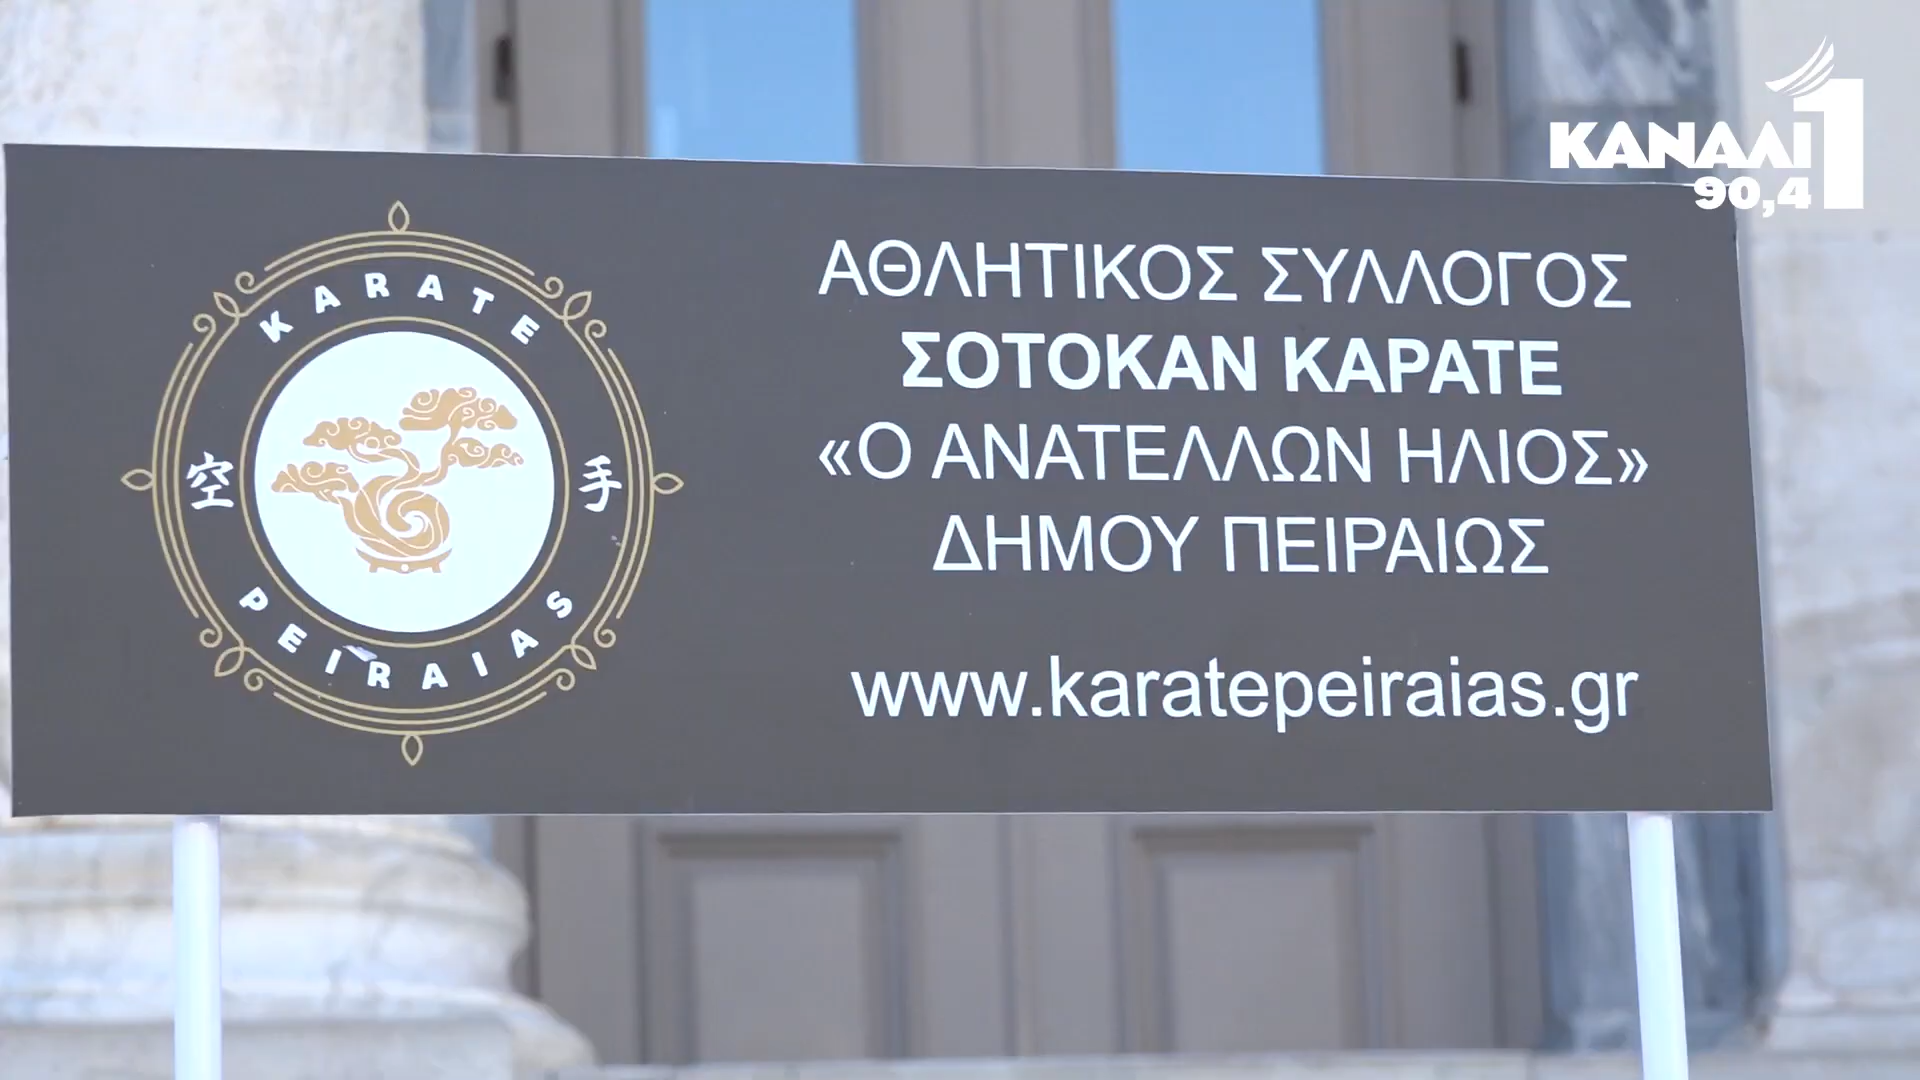 ΚΑΝΑΛΙ 1
90,4
KARATE
空 手
PEIRAIAS
ΑΘΛΗΤΙΚΟΣ ΣΥΛΛΟΓΟΣ
ΣΟΤΟΚΑΝ ΚΑΡΑΤΕ
«Ο ΑΝΑΤΕΛΛΩΝ ΗΛΙΟΣ»
ΔΗΜΟΥ ΠΕΙΡΑΙΩΣ
www.karatepeiraias.gr